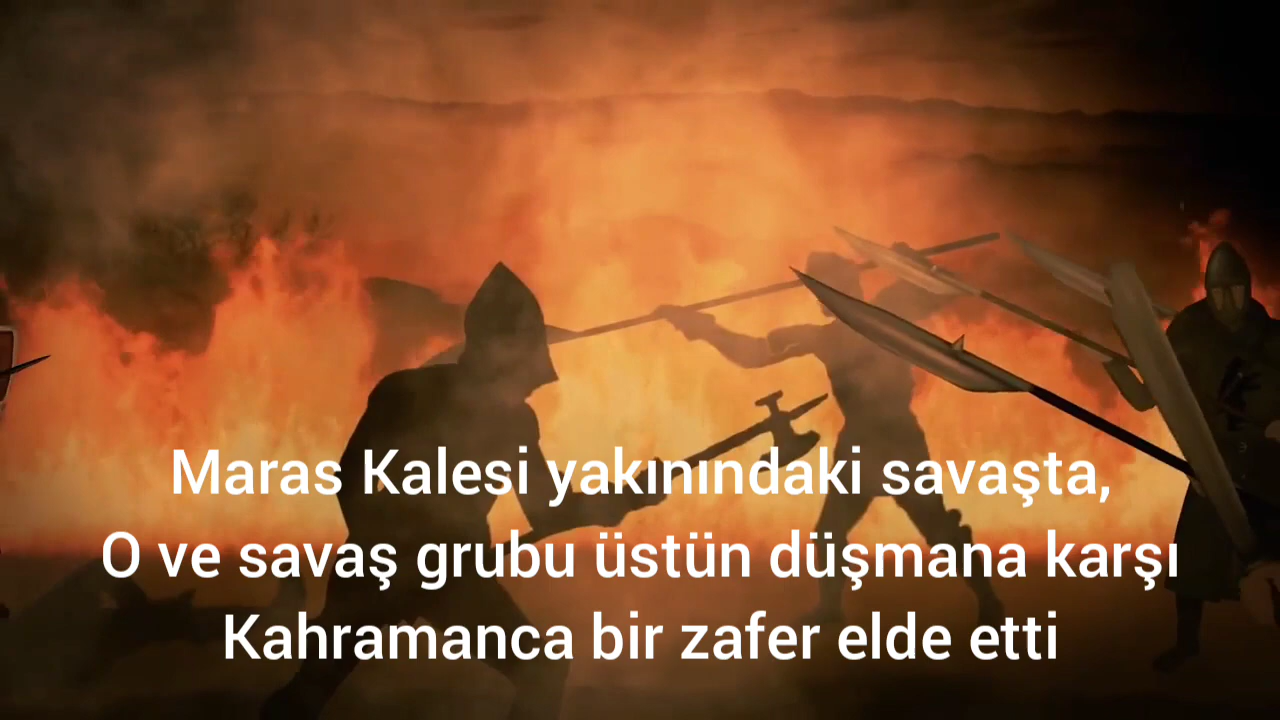 Maras Kalesi yakınındaki savaşta,
O ve savaş grubu üstün düşmana karşı
Kahramanca bir zafer elde etti